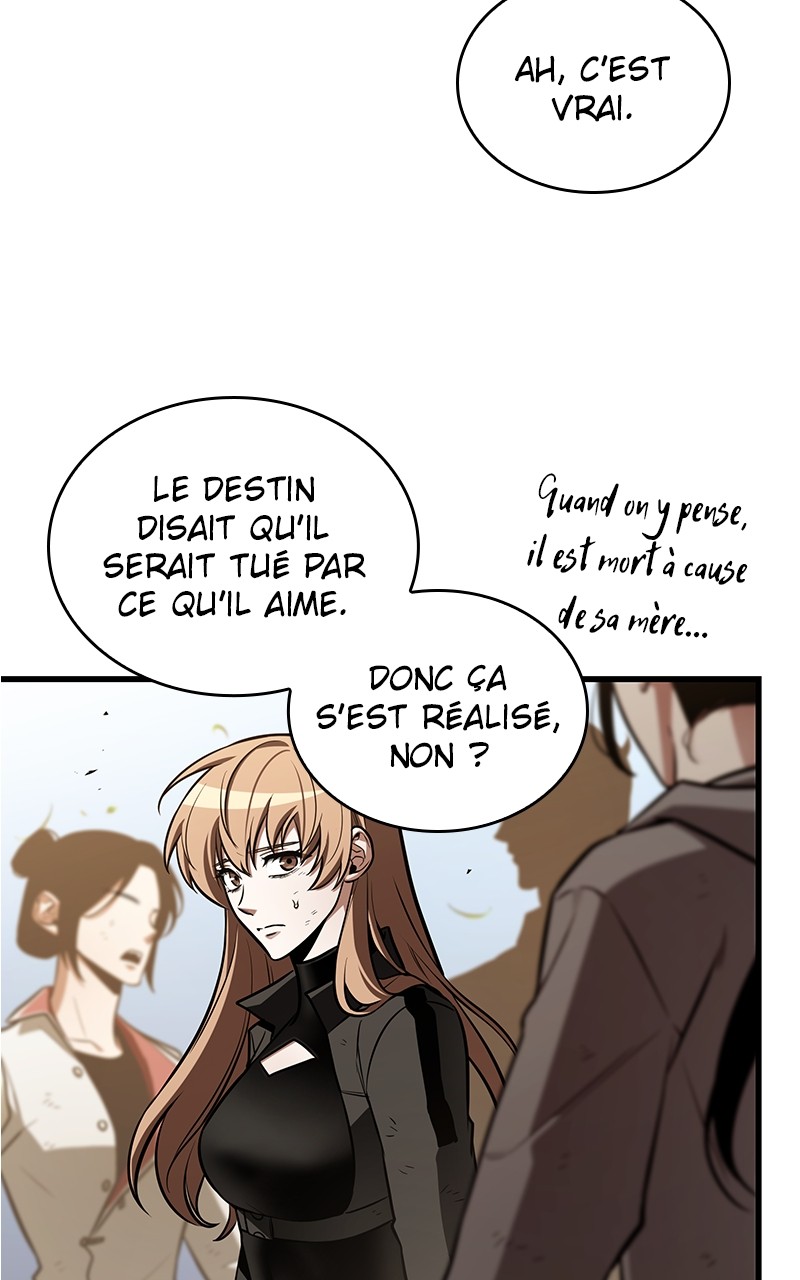 AH, C'EST
VRAI.
LE DESTIN
DISAIT QU'IL
SERAIT TUÉ PAR
CE QU'IL AIME.
Quand on y pense,
il est mort à cause
de sa mère...
DONC ÇA
S'EST RÉALISÉ,
NON ?